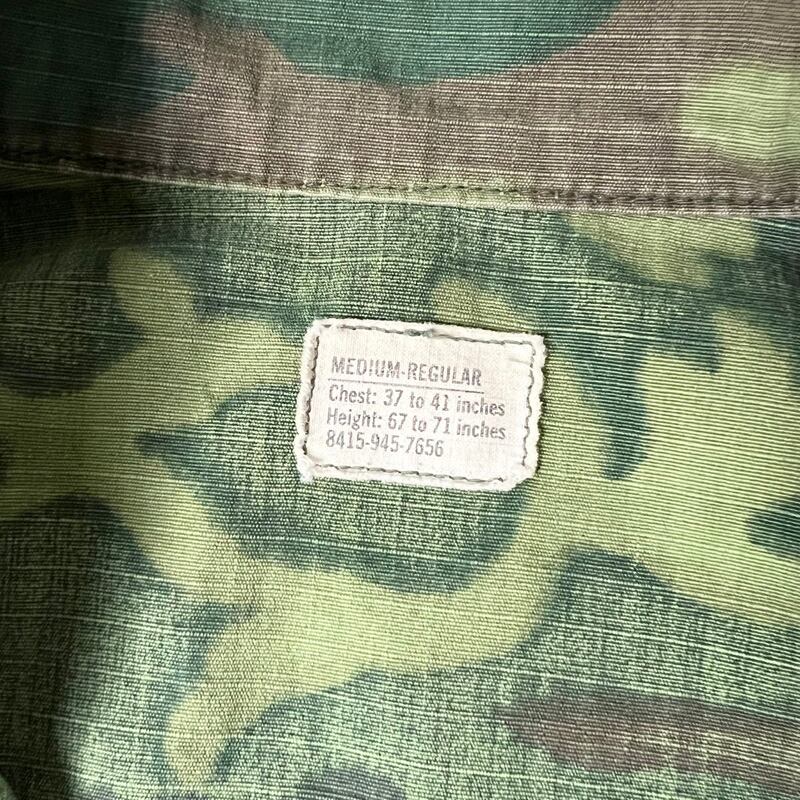 MEDIUM-REGULAR
Chest: 37 to 41 inches
Height: 67 to 71 inches
8415-945-7656